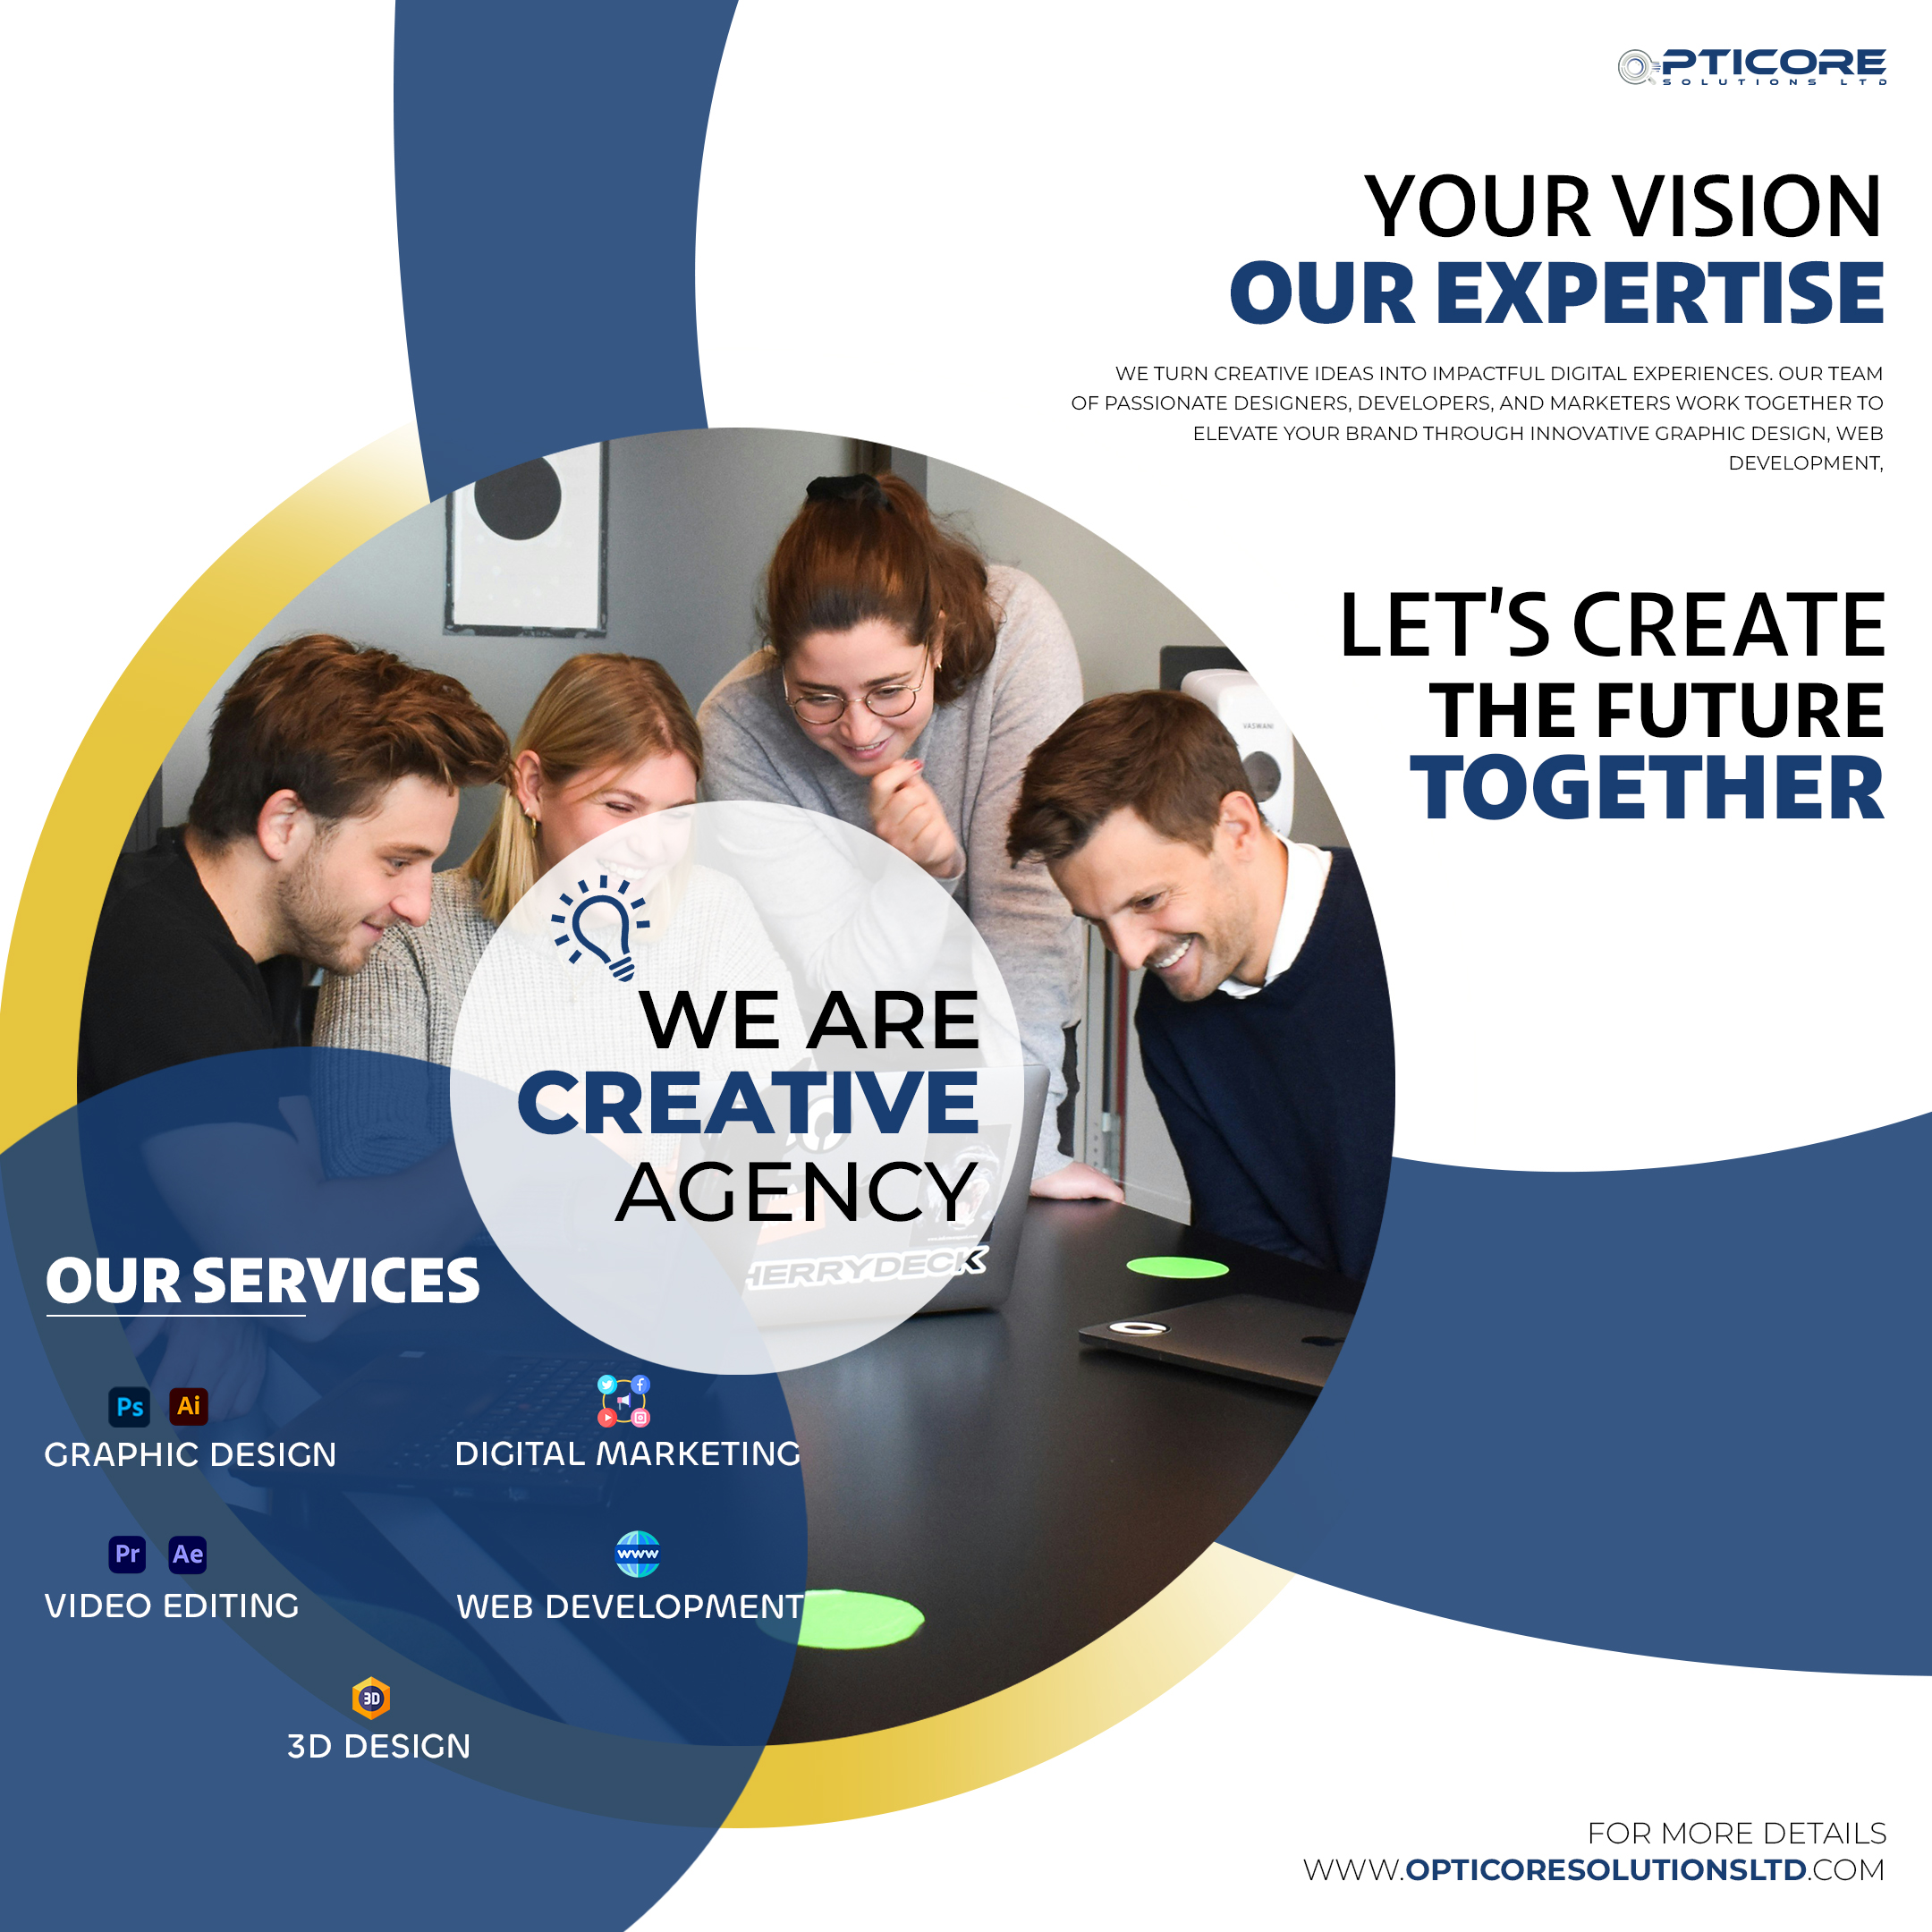 OPTICORE
SOLUTIONS LTD
YOUR VISION
OUR EXPERTISE
WE TURN CREATIVE IDEAS INTO IMPACTFUL DIGITAL EXPERIENCES. OUR TEAM
OF PASSIONATE DESIGNERS, DEVELOPERS, AND MARKETERS WORK TOGETHER TO
ELEVATE YOUR BRAND THROUGH INNOVATIVE GRAPHIC DESIGN, WEB
DEVELOPMENT,
LET'S CREATE
THE FUTURE
TOGETHER
VASWANI
WE ARE
CREATIVE
AGENCY
HERRYDECK
OUR SERVICES
Ps Ai
GRAPHIC DESIGN
DIGITAL MARKETING
Pr Ae
VIDEO EDITING
WWW
WEB DEVELOPMENT
3D
3D DESIGN
FOR MORE DETAILS
WWW.OPTICORESOLUTIONSLTD.COM